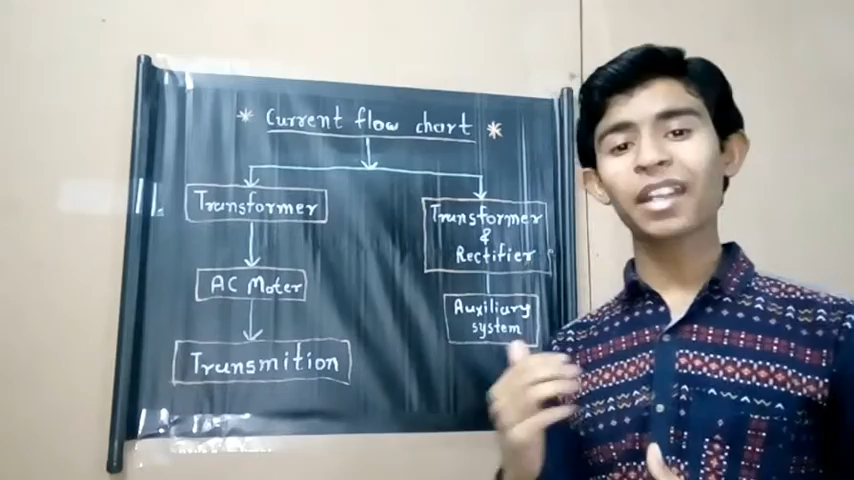 * Current flow chart *
Transformer
AC Moter
Transmition
Transformer
&
Rectifier
Auxiliary
system